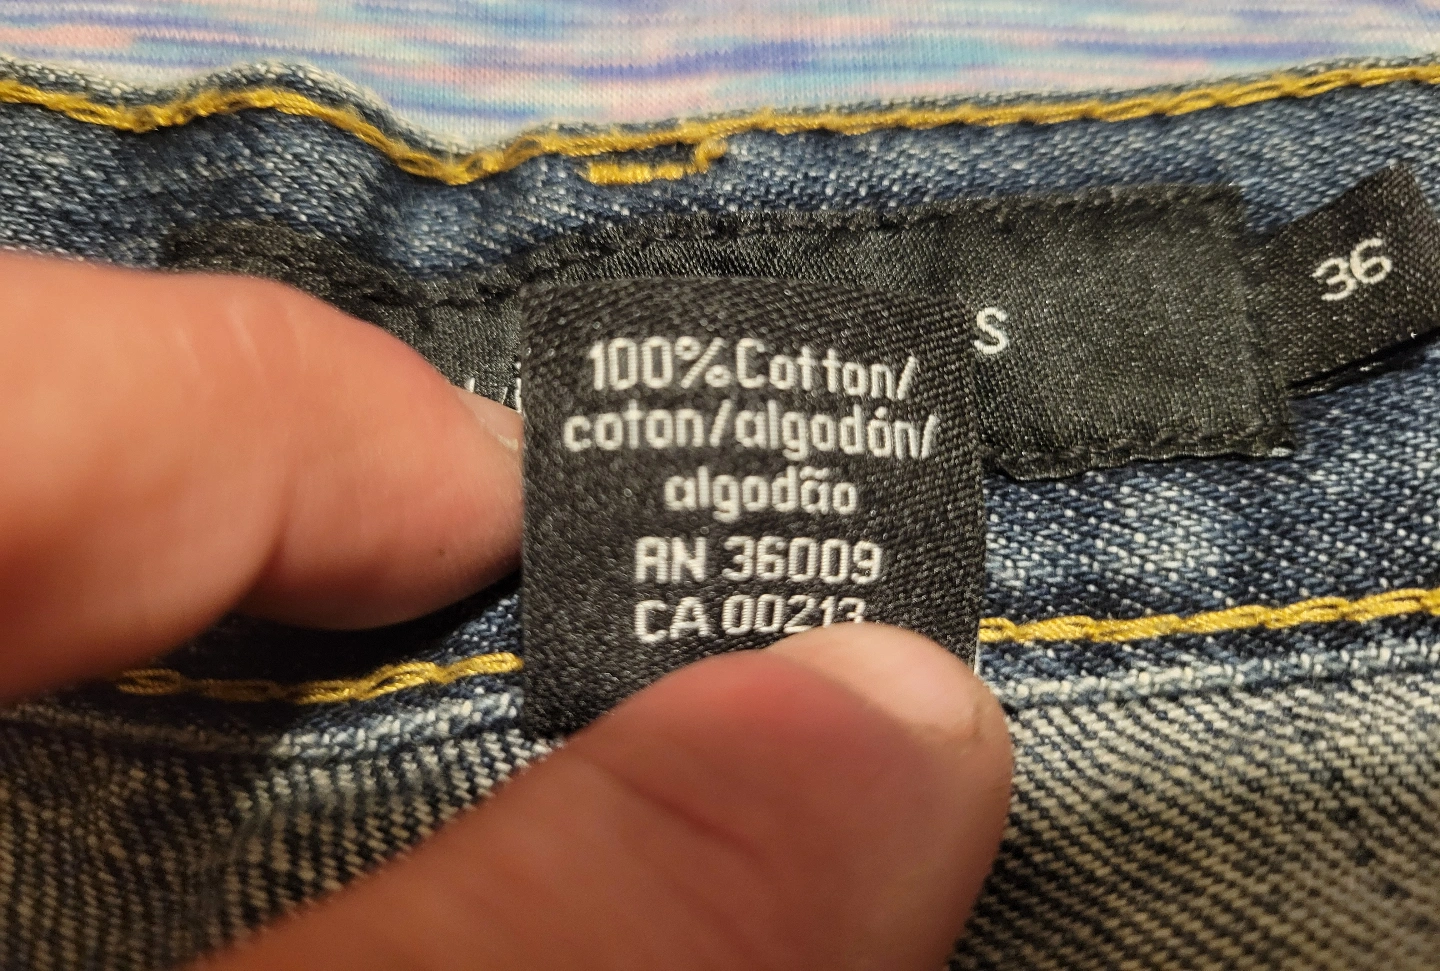 100%Cotton/
coton/algodón/
algodão
RN 36009
CA 00213
S
36